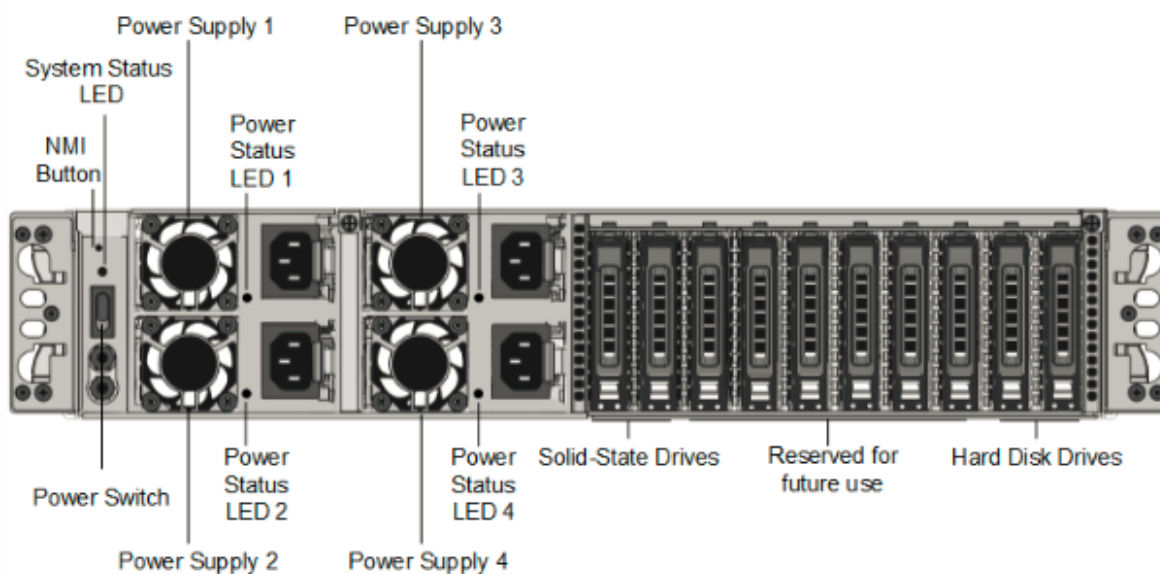 Power Supply 1
Power Supply 3
System Status
LED
Power
Status
LED 1
Power
Status
LED 3
NMI
Button
Solid-State Drives
Reserved for
future use
Hard Disk Drives
Power
Status
LED 2
Power
Status
LED 4
Power Switch
Power Supply 2
Power Supply 4